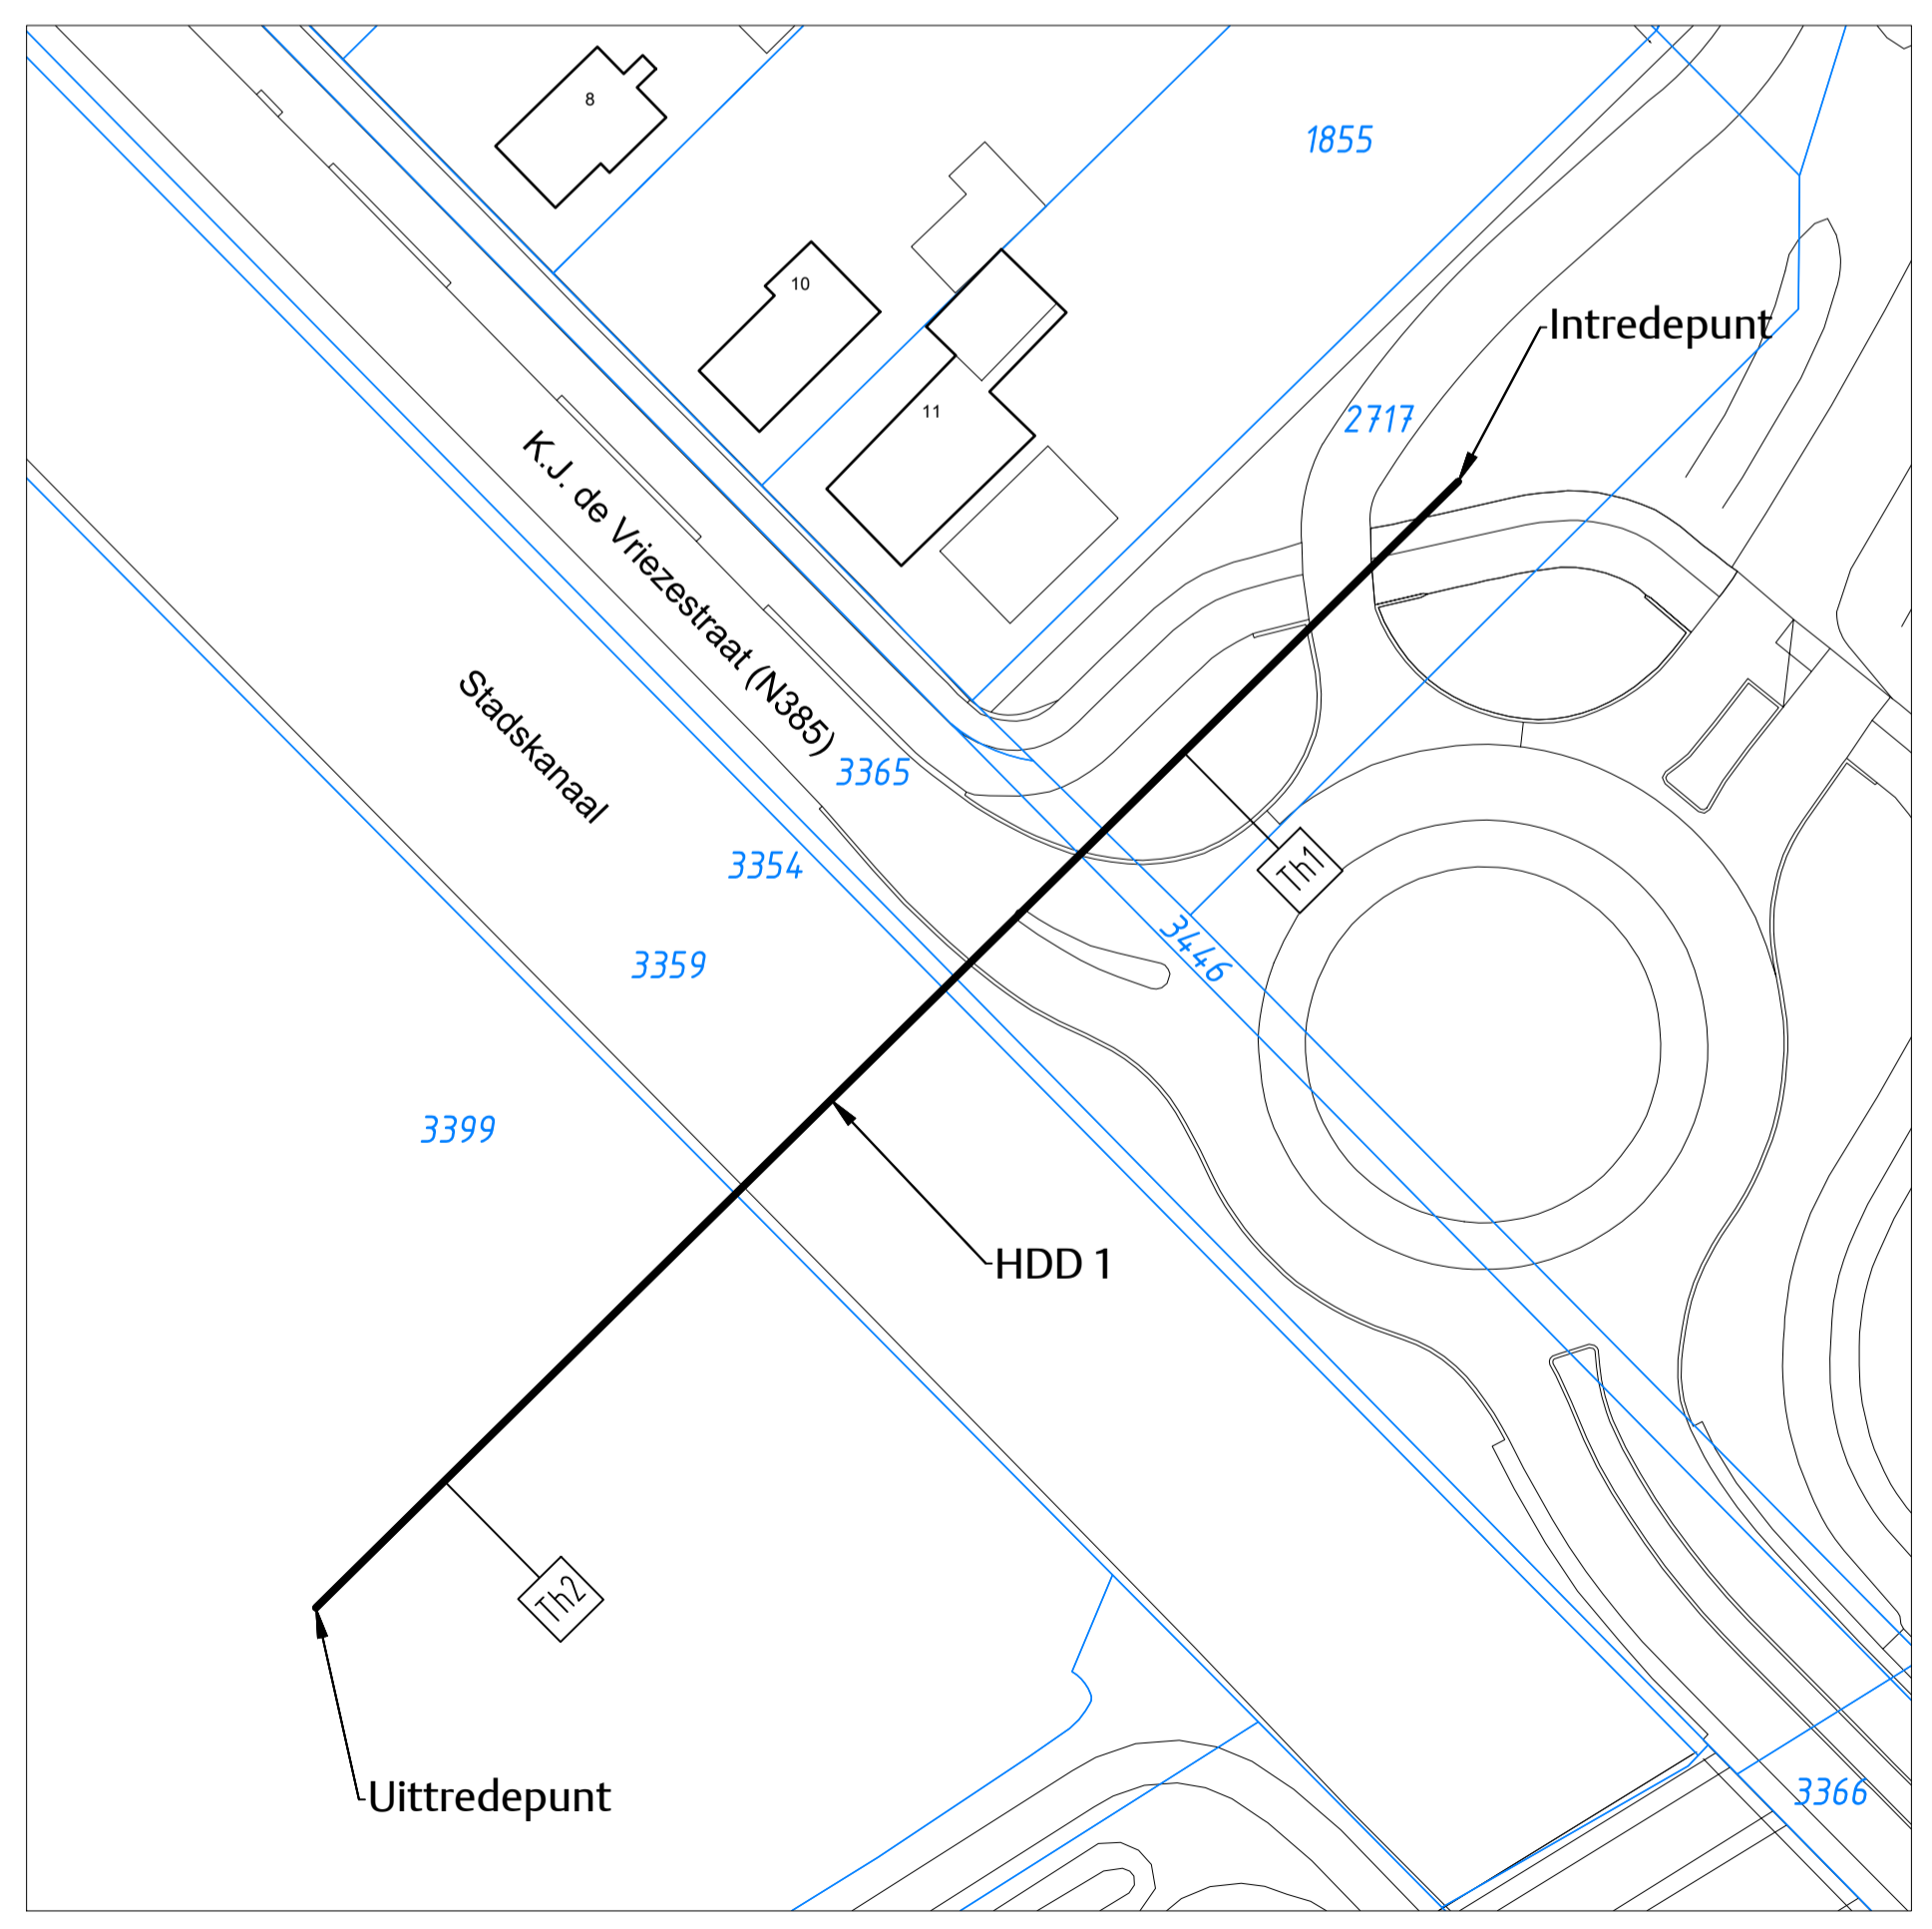 8
1855
10
Intredepunt
11
2717
K.J. de Vriezestraat (N385)
Stadskanaal
3365
3354
Th1
3446
3359
3399
HDD 1
Th2
Uittredepunt
3366